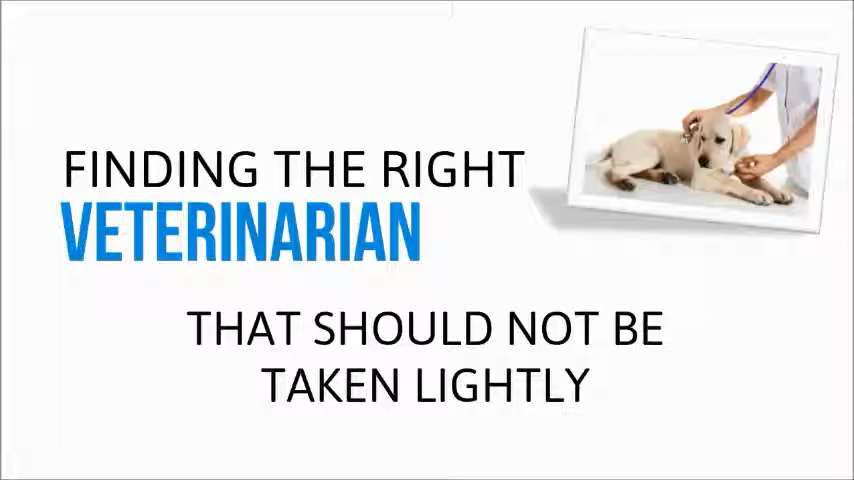 FINDING THE RIGHT
VETERINARIAN
THAT SHOULD NOT BE
TAKEN LIGHTLY